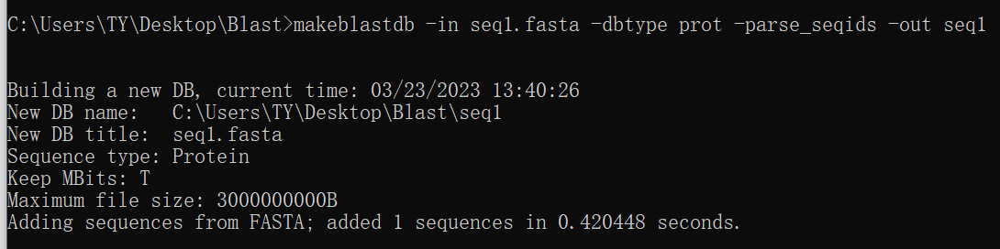 C:\Users\TY\Desktop\Blast>makeblastdb -in seq1.fasta -dbtype prot -parse_seqids -out seq1
Building a new DB, current time: 03/23/2023 13:40:26
New DB name:   C:\Users\TY\Desktop\Blast\seq1
New DB title:  seq1.fasta
Sequence type: Protein
Keep MBits: T
Maximum file size: 3000000000B
Adding sequences from FASTA; added 1 sequences in 0.420448 seconds.